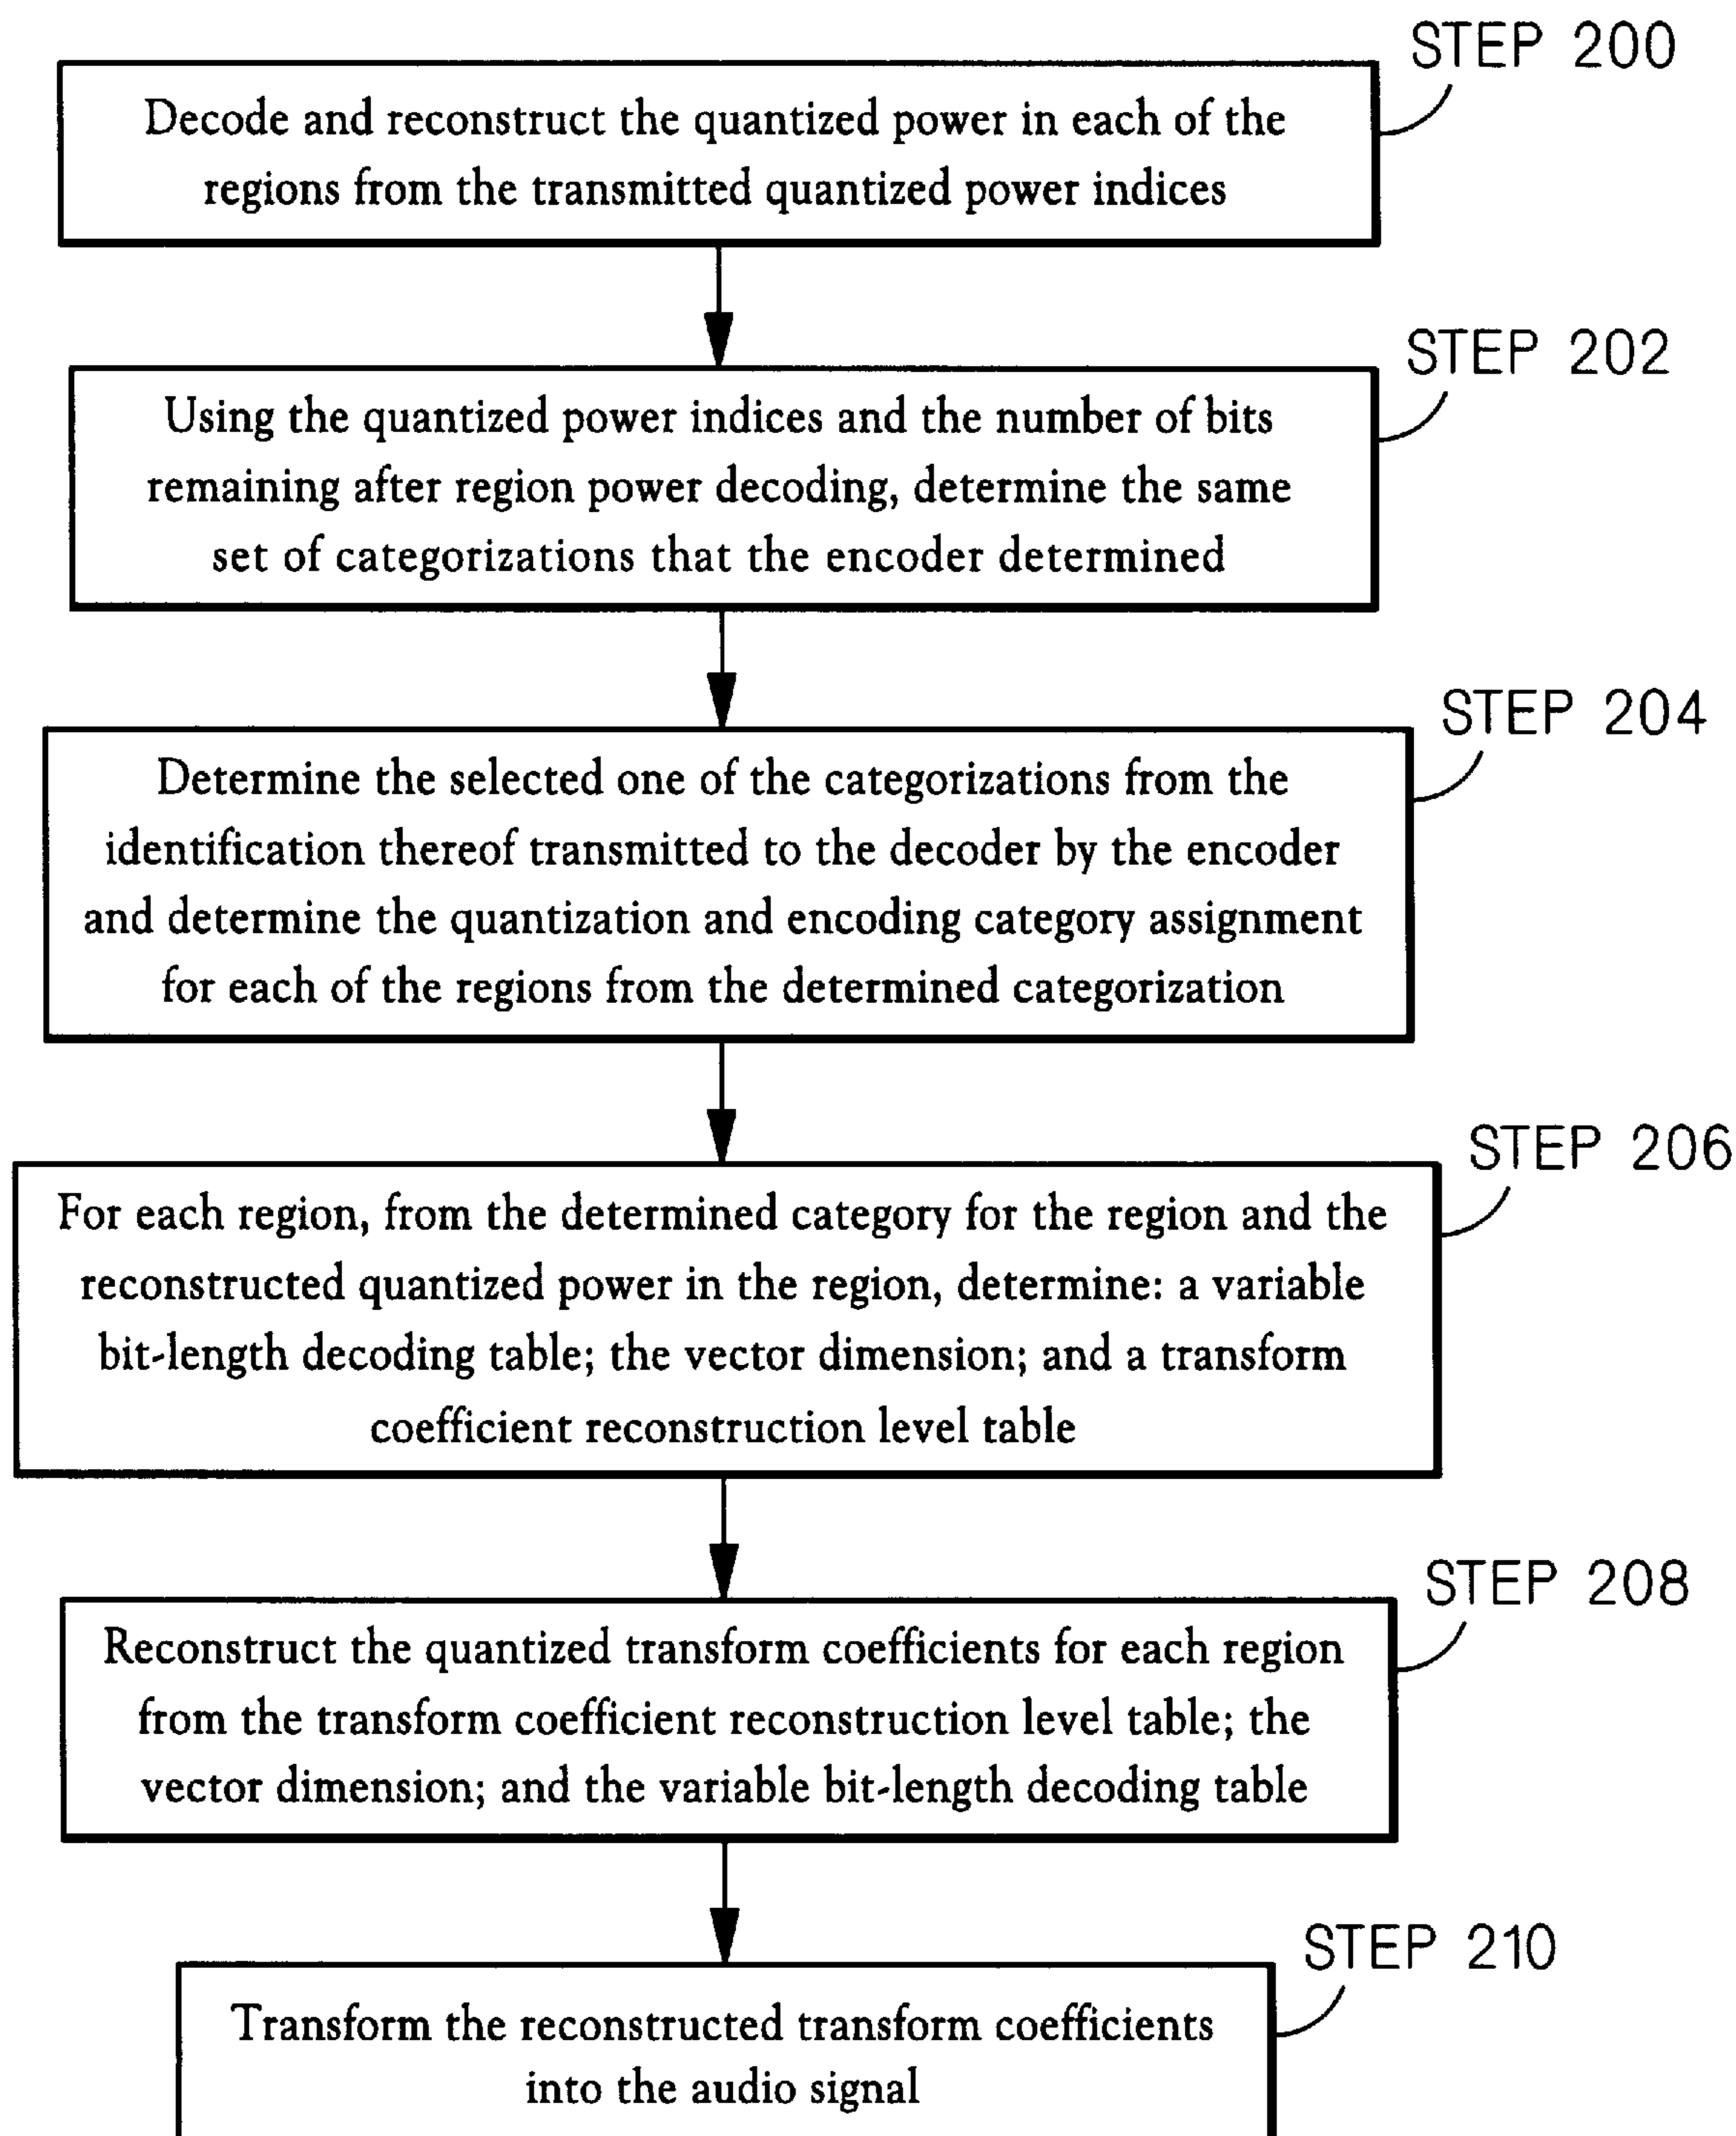 STEP 200
Decode and reconstruct the quantized power in each of the
regions from the transmitted quantized power indices
STEP 202
Using the quantized power indices and the number of bits
remaining after region power decoding, determine the same
set of categorizations that the encoder determined
STEP 204
Determine the selected one of the categorizations from the
identification thereof transmitted to the decoder by the encoder
and determine the quantization and encoding category assignment
for each of the regions from the determined categorization
STEP 206
For each region, from the determined category for the region and the
reconstructed quantized power in the region, determine: a variable
bit-length decoding table; the vector dimension; and a transform
coefficient reconstruction level table
STEP 208
Reconstruct the quantized transform coefficients for each region
from the transform coefficient reconstruction level table; the
vector dimension; and the variable bit-length decoding table
STEP 210
Transform the reconstructed transform coefficients
into the audio signal